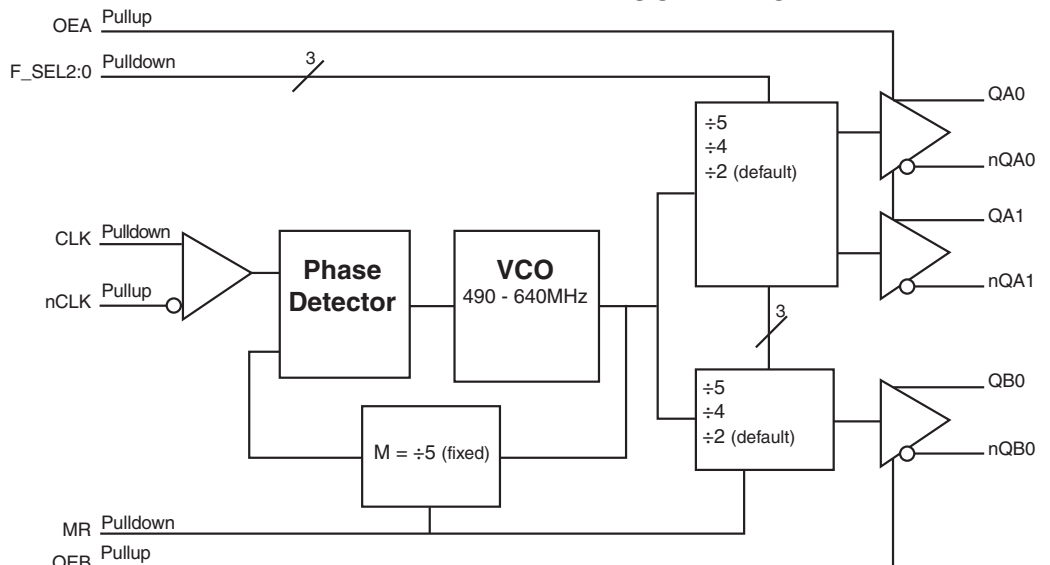 OEA Pullup
F_SEL2:0 Pulldown
3
QA0
÷5
÷4
÷2 (default)
nQA0
QA1
CLK Pulldown
Phase
Detector
VCO
490 - 640MHz
nCLK Pullup
nQA1
3
÷5
÷4
÷2 (default)
QB0
M = ÷5 (fixed)
nQB0
MR Pulldown
OEB Pullup